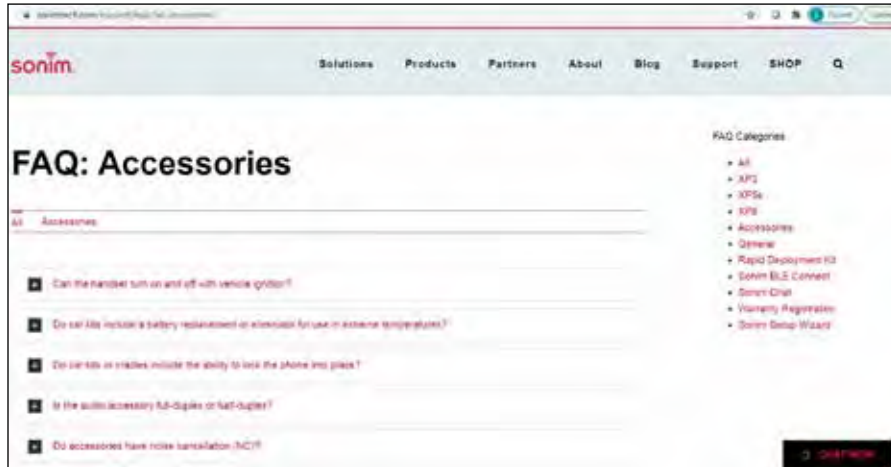 sonim
Solutions Products Partners About Blog Support SHOP
FAQ: Accessories
All Accessories
Can the handset turn on and off with vehicle ignition?
Do car kits include a battery replacement or eliminator for use in extreme temperatures?
Do car kits or cradles include the ability to lock the phone into place?
Is the audio accessory full-duplex or half-duplex?
Do accessories have noise cancellation (NC)?
FAQ Categories
All
XP3
XP5s
XP8
Accessories
General
Rapid Deployment Kit
Sonim BLE Connect
Sonim Chat
Warranty Registration
Sonim Setup Wizard
CHAT NOW